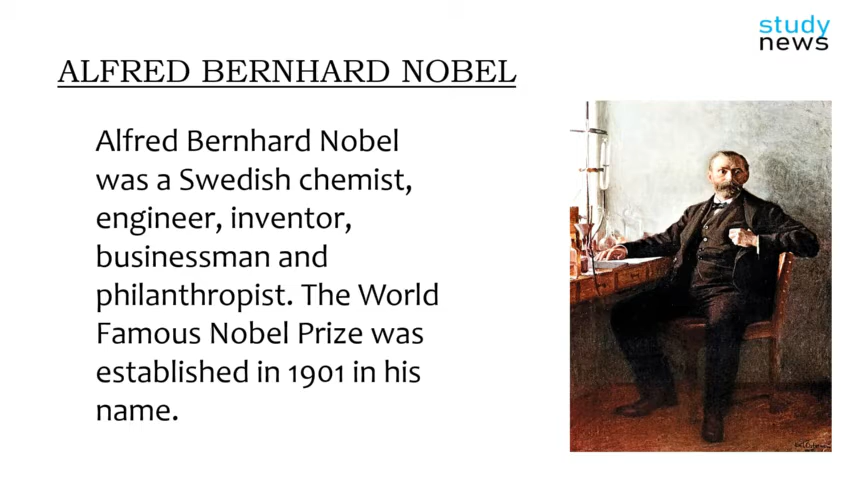 study
news
ALFRED BERNHARD NOBEL
Alfred Bernhard Nobel
was a Swedish chemist,
engineer, inventor,
businessman and
philanthropist. The World
Famous Nobel Prize was
established in 1901 in his
name.